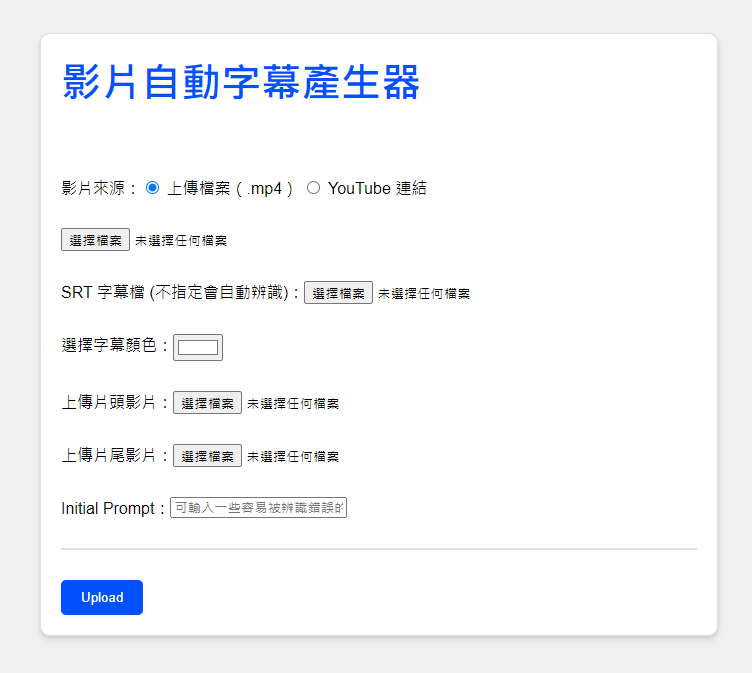 影片自動字幕產生器
影片來源： 上傳檔案（.mp4） YouTube 連結
選擇檔案 未選擇任何檔案
SRT 字幕檔 (不指定會自動辨識)：選擇檔案 未選擇任何檔案
選擇字幕顏色：
上傳片頭影片：選擇檔案 未選擇任何檔案
上傳片尾影片：選擇檔案 未選擇任何檔案
Initial Prompt：可輸入一些容易被辨識錯誤的
Upload